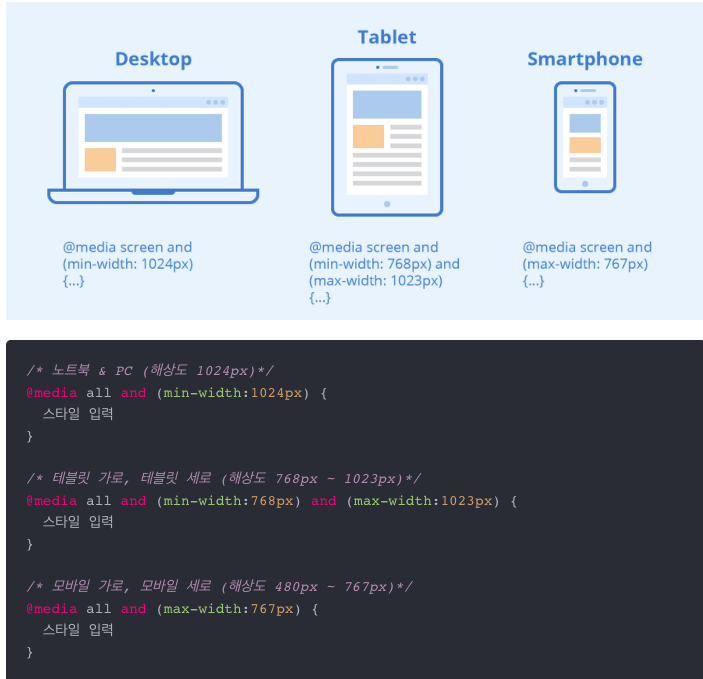 Desktop
Tablet
Smartphone
@media screen and
(min-width: 1024px)
{...}
@media screen and
(min-width: 768px) and
(max-width: 1023px)
{...}
@media screen and
(max-width: 767px)
{...}
/* 노트북 & PC (해상도 1024px)*/
@media all and (min-width:1024px) {
  스타일 입력
}
/* 테블릿 가로, 테블릿 세로 (해상도 768px ~ 1023px)*/
@media all and (min-width:768px) and (max-width:1023px) {
  스타일 입력
}
/* 모바일 가로, 모바일 세로 (해상도 480px ~ 767px)*/
@media all and (max-width:767px) {
  스타일 입력
}